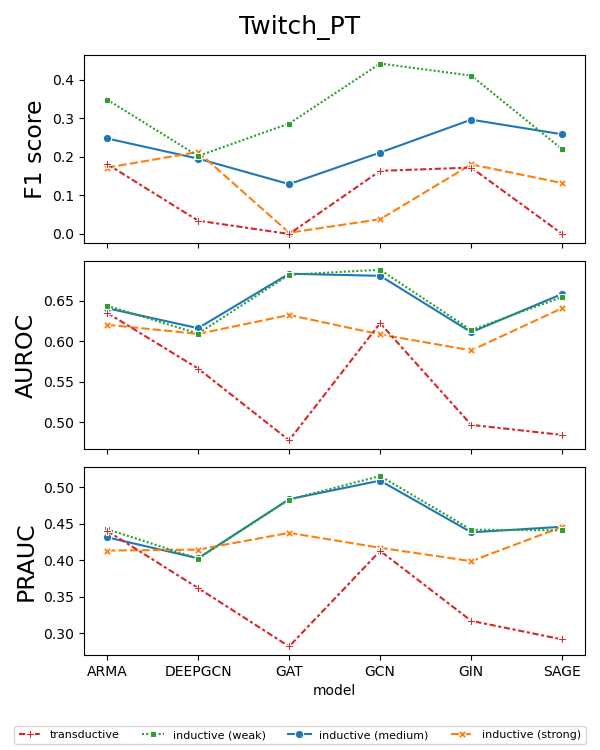 Twitch_PT
F1 score
0.4
0.3
0.2
0.1
0.0
AUROC
0.65
0.60
0.55
0.50
PRAUC
0.50
0.45
0.40
0.35
0.30
ARMA DEEPGCN GAT GCN GIN SAGE
model
transductive inductive (weak) inductive (medium) inductive (strong)